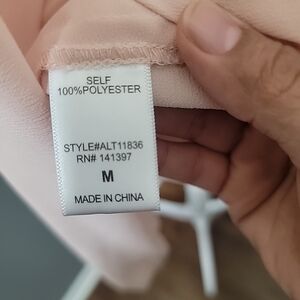 SELF
100%POLYESTER
STYLE#ALT11836
RN# 141397
M
MADE IN CHINA